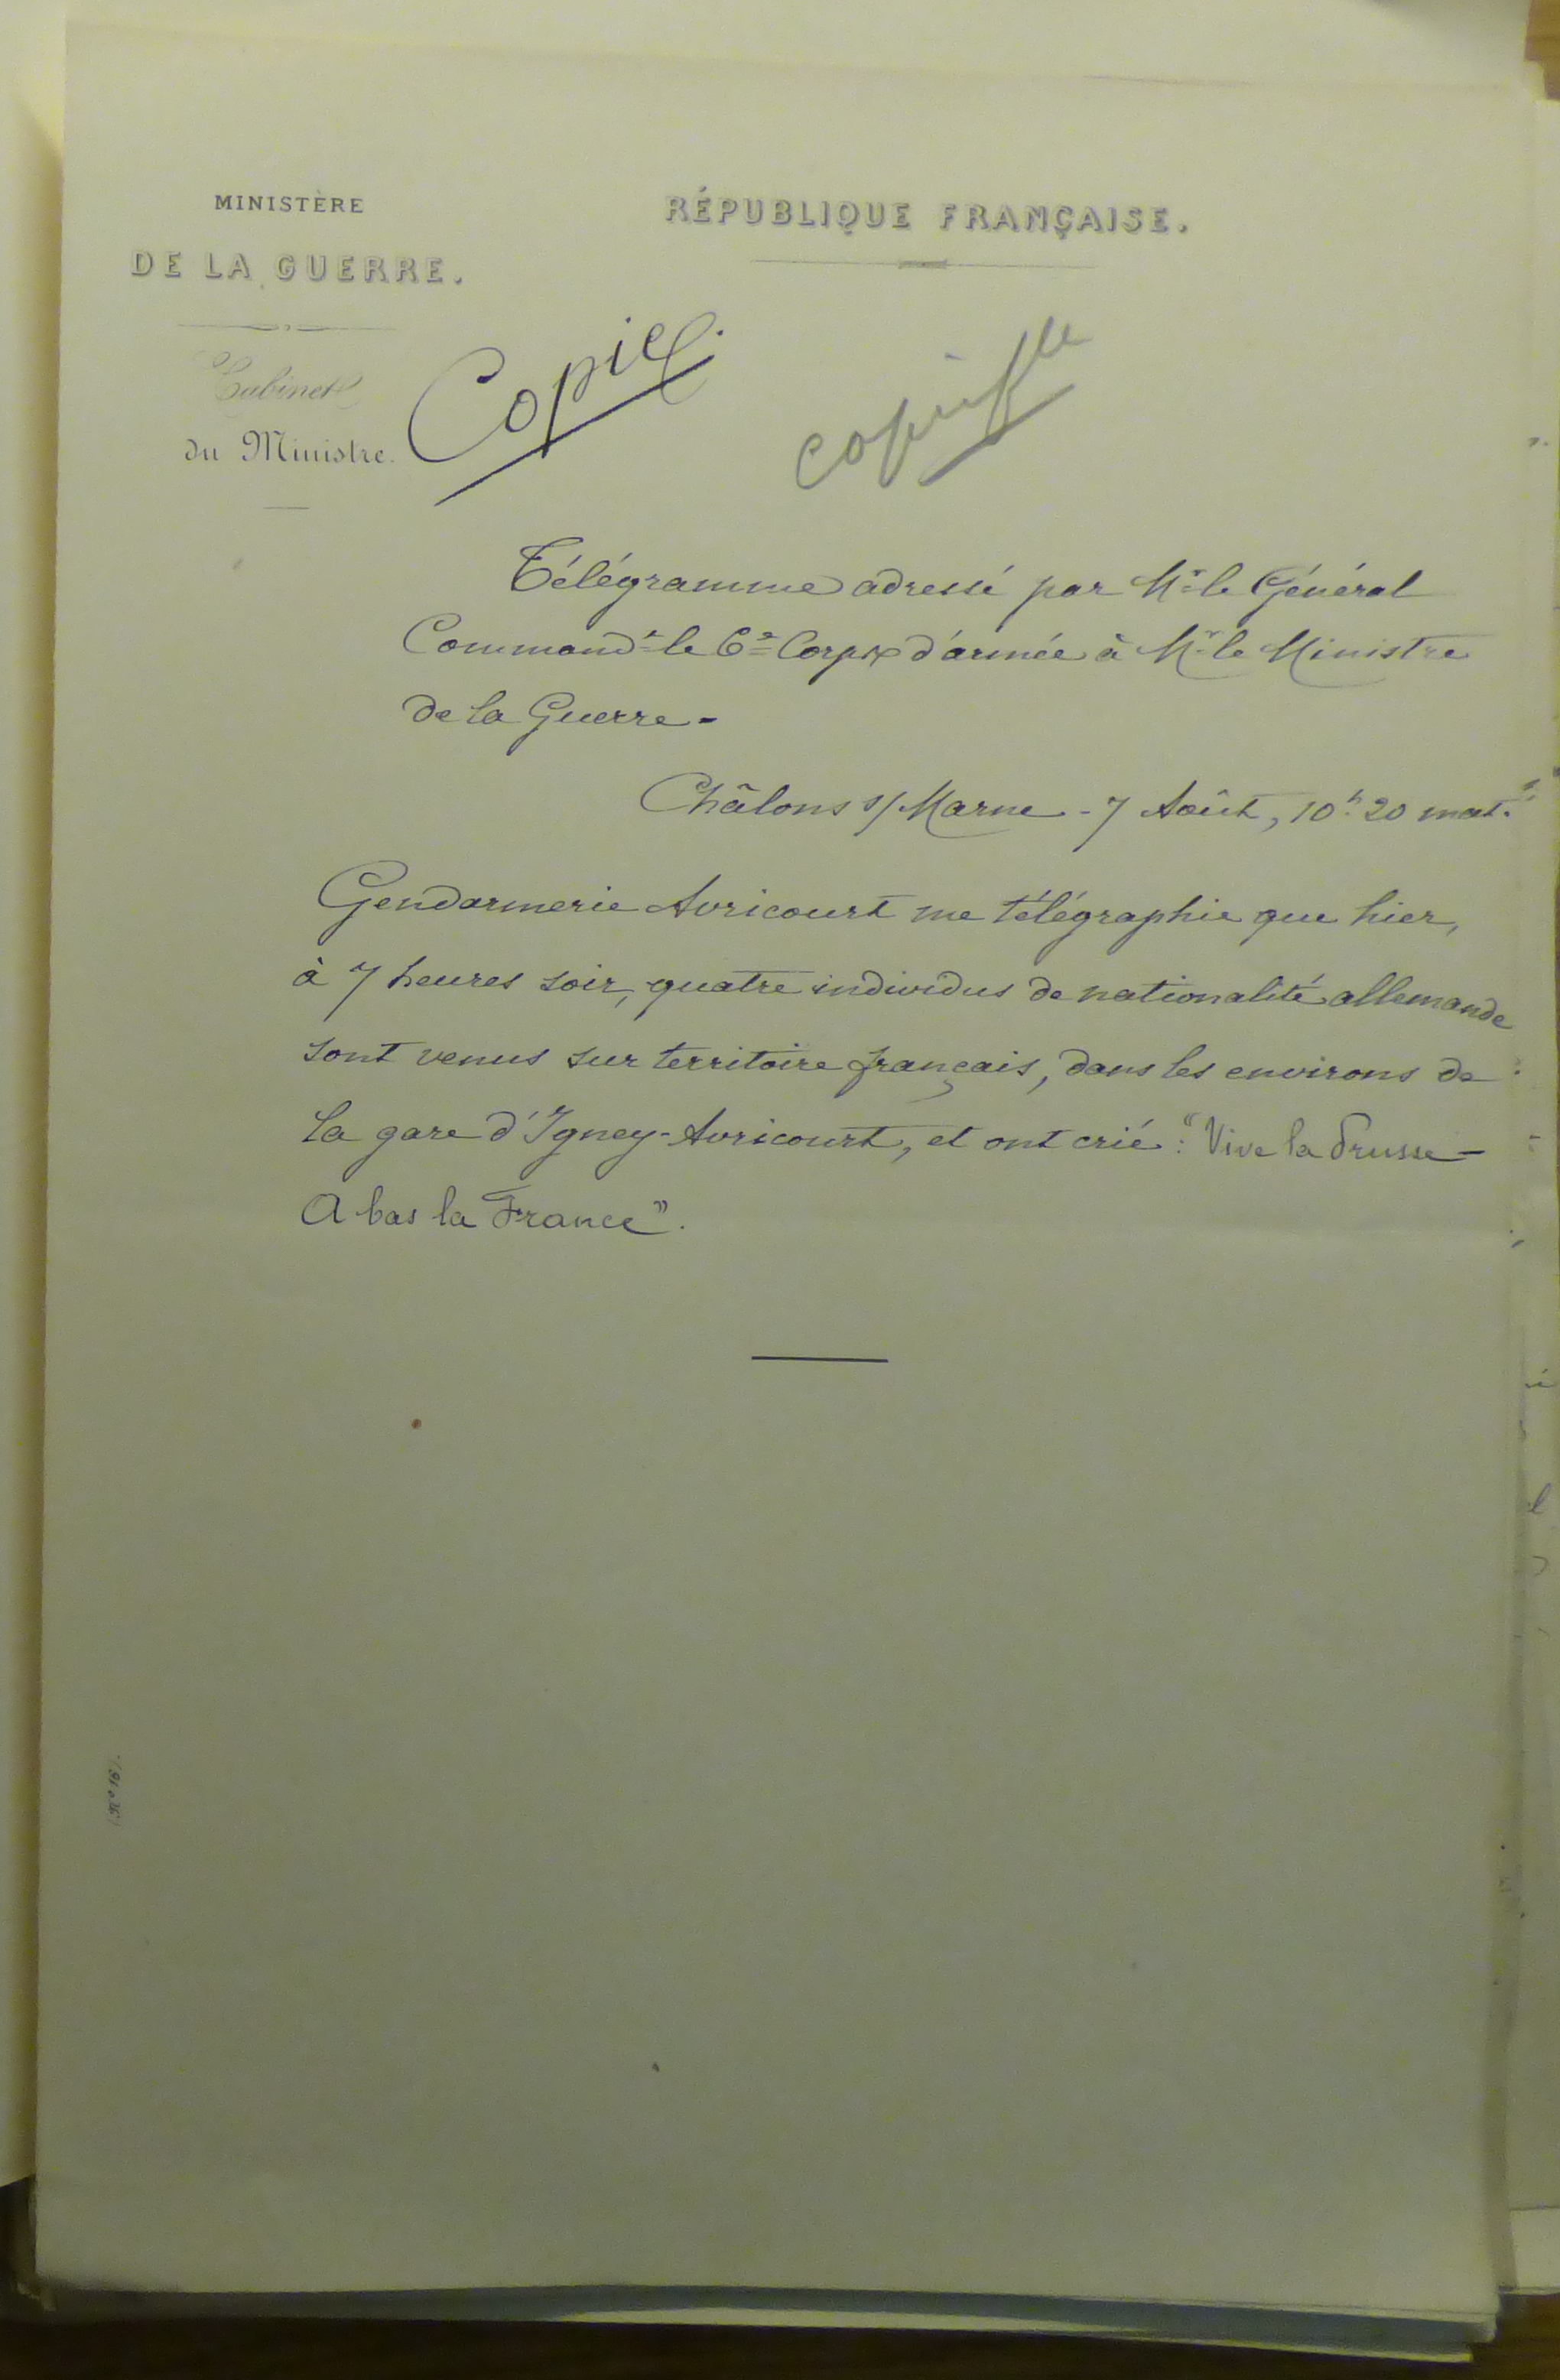 MINISTÈRE
DE LA GUERRE.
Cabinet
du Ministre.
RÉPUBLIQUE FRANÇAISE.
Copie.
Télégramme adressé par Mr le Général
Commandt le 6e Corps d'armée à Mr le Ministre
de la Guerre -
Châlons s/ Marne - 7 Août, 10h 20 mat.
Gendarmerie Avricourt me télégraphie que hier,
à 7 heures soir, quatre individus de nationalité allemande
sont venus sur territoire français, dans les environs de
la gare d'Igney-Avricourt, et ont crié : "Vive la Prusse -
A bas la France".